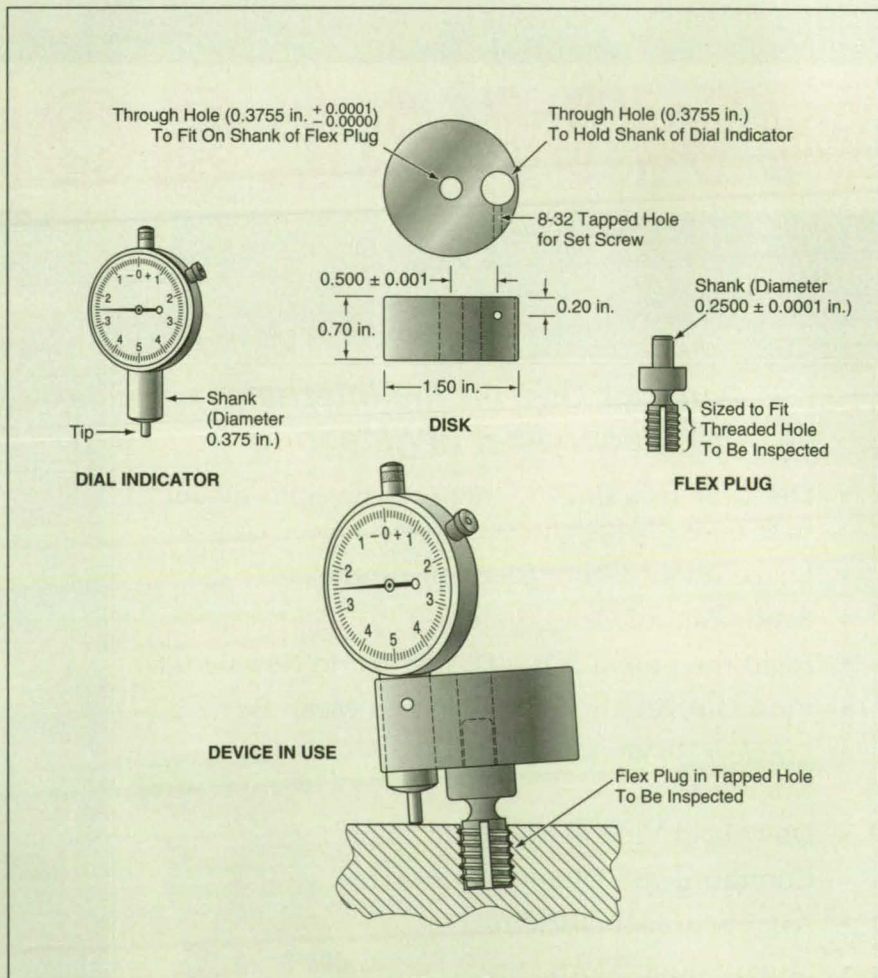 Through Hole (0.3755 in. + 0.0001 - 0.0000)
To Fit On Shank of Flex Plug
Through Hole (0.3755 in.)
To Hold Shank of Dial Indicator
8-32 Tapped Hole
for Set Screw
0.500 ± 0.001
0.20 in.
0.70 in.
1.50 in.
DISK
1 - 0 + 1
2 2
3 3
4 4
5
Shank
(Diameter
0.375 in.)
Tip
DIAL INDICATOR
Shank (Diameter
0.2500 ± 0.0001 in.)
Sized to Fit
Threaded Hole
To Be Inspected
FLEX PLUG
1 - 0 + 1
2 2
3 3
4 4
5
DEVICE IN USE
Flex Plug in Tapped Hole
To Be Inspected